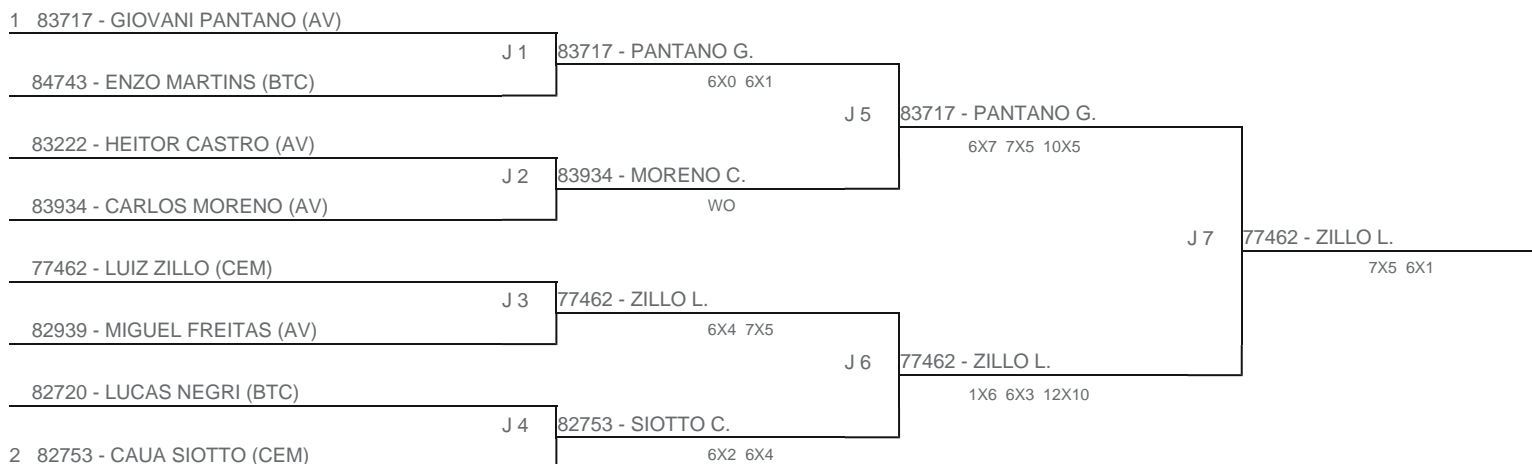 1 83717 - GIOVANI PANTANO (AV)
J 1 83717 - PANTANO G.
84743 - ENZO MARTINS (BTC) 6X0 6X1
J 5 83717 - PANTANO G.
83222 - HEITOR CASTRO (AV) 6X7 7X5 10X5
J 2 83934 - MORENO C.
83934 - CARLOS MORENO (AV) WO
J 7 77462 - ZILLO L.
77462 - LUIZ ZILLO (CEM) 7X5 6X1
J 3 77462 - ZILLO L.
82939 - MIGUEL FREITAS (AV) 6X4 7X5
J 6 77462 - ZILLO L.
82720 - LUCAS NEGRI (BTC) 1X6 6X3 12X10
J 4 82753 - SIOTTO C.
2 82753 - CAUA SIOTTO (CEM) 6X2 6X4